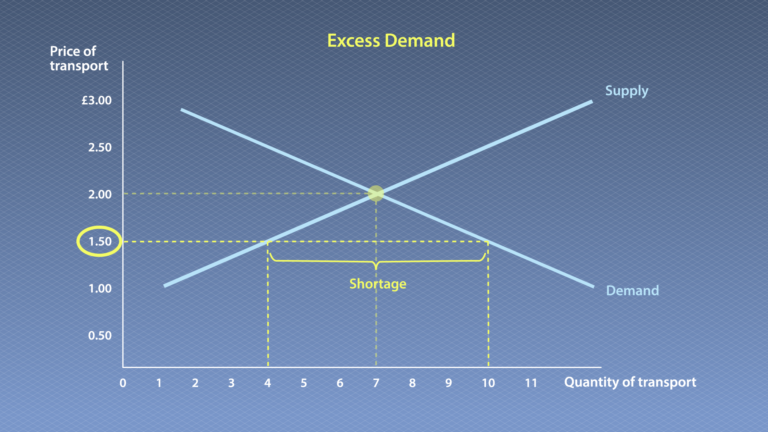 Excess Demand
Price of
transport
£3.00
Supply
2.50
2.00
1.50
Shortage
1.00
Demand
0.50
0 1 2 3 4 5 6 7 8 9 10 11 Quantity of transport